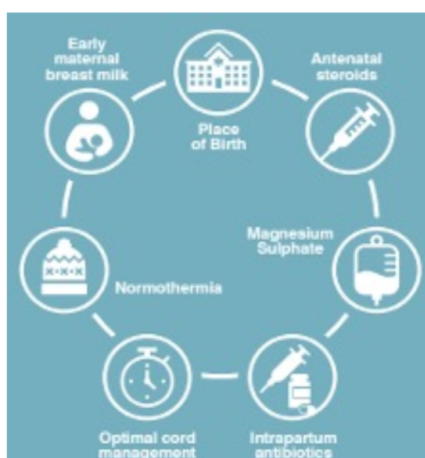 Place
of Birth
Antenatal
steroids
Magnesium
Sulphate
Intrapartum
antibiotics
Optimal cord
management
Normothermia
Early
maternal
breast milk